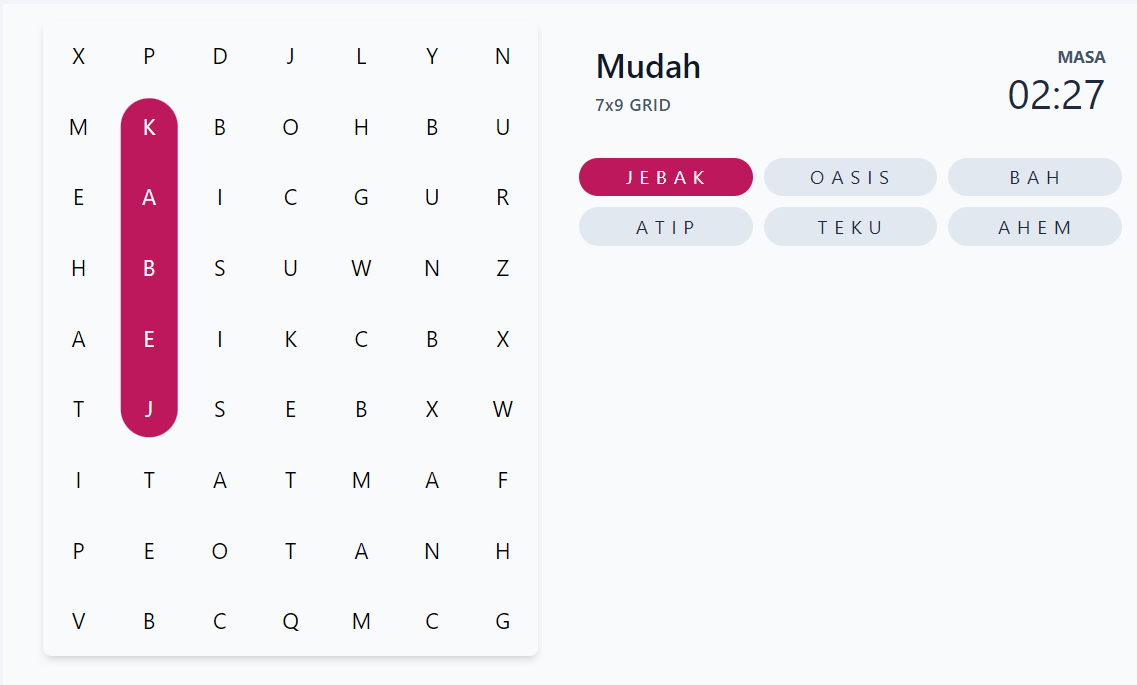 X P D J L Y N
M K B O H B U
E A I C G U R
H B S U W N Z
A E I K C B X
T J S E B X W
I T A T M A F
P E O T A N H
V B C Q M C G
Mudah
7x9 GRID
MASA
02:27
JEBAK OASIS BAH
ATIP TEKU AHEM